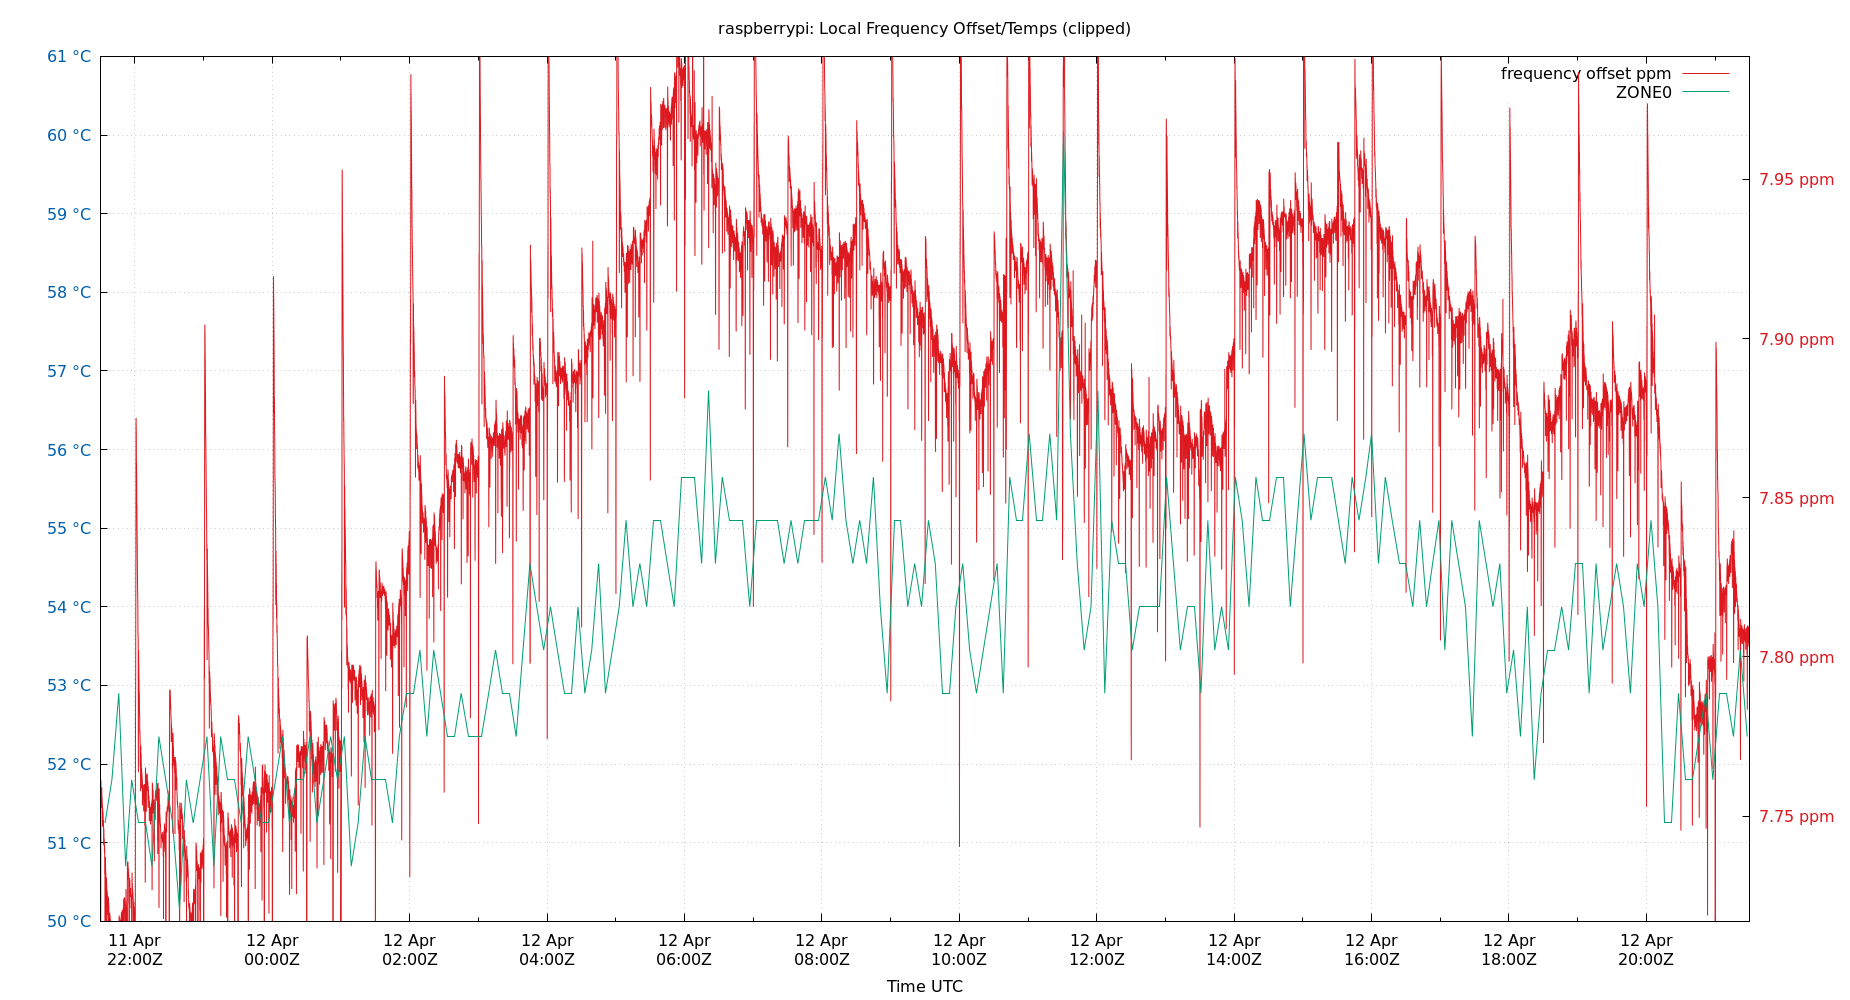 raspberrypi: Local Frequency Offset/Temps (clipped)
61 °C
60 °C
59 °C
58 °C
57 °C
56 °C
55 °C
54 °C
53 °C
52 °C
51 °C
50 °C
frequency offset ppm
ZONE0
7.95 ppm
7.90 ppm
7.85 ppm
7.80 ppm
7.75 ppm
11 Apr 12 Apr 12 Apr 12 Apr 12 Apr 12 Apr 12 Apr 12 Apr 12 Apr 12 Apr 12 Apr 12 Apr
22:00Z 00:00Z 02:00Z 04:00Z 06:00Z 08:00Z 10:00Z 12:00Z 14:00Z 16:00Z 18:00Z 20:00Z
Time UTC